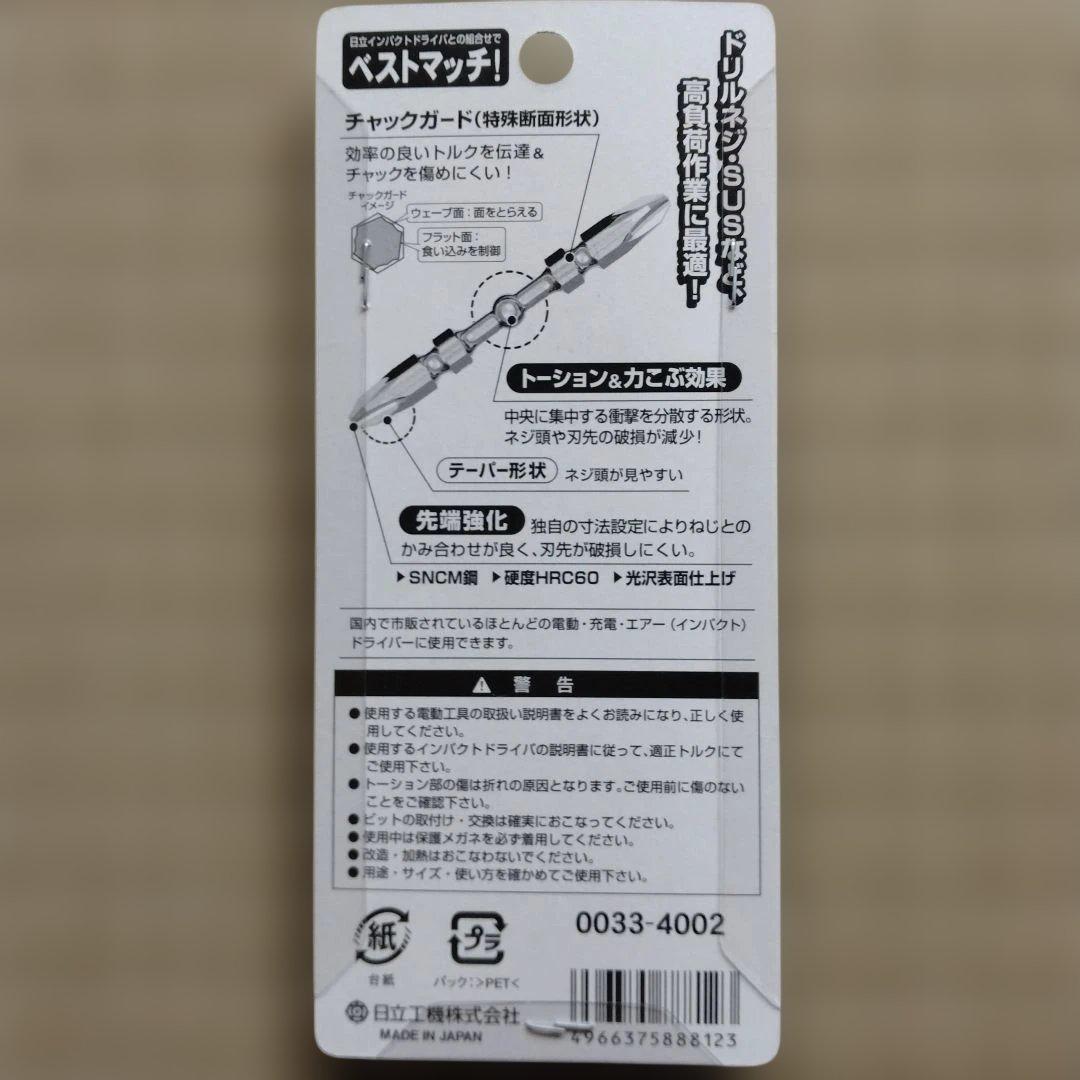 日立インパクトドライバとの組合せで
ベストマッチ!
ドリルネジ・SUSなど、
高負荷作業に最適!
チャックガード(特殊断面形状)
効率の良いトルクを伝達&
チャックを傷めにくい!
チャックガード
イメージ
ウェーブ面:面をとらえる
フラット面:
食い込みを制御
トーション&力こぶ効果
中央に集中する衝撃を分散する形状。
ネジ頭や刃先の破損が減少!
テーパー形状 ネジ頭が見やすい
先端強化 独自の寸法設定によりねじとの
かみ合わせが良く、刃先が破損しにくい。
▶SNCM鋼 ▶硬度HRC60 ▶光沢表面仕上げ
国内で市販されているほとんどの電動・充電・エアー(インパクト)
ドライバーに使用できます。
⚠ 警告
●使用する電動工具の取扱い説明書をよくお読みになり、正しく使
用してください。
●使用するインパクトドライバの説明書に従って、適正トルクにて
ご使用下さい。
●トーション部の傷は折れの原因となります。ご使用前に傷のない
ことをご確認下さい。
●ビットの取付け・交換は確実におこなってください。
●使用中は保護メガネを必ず着用してください。
●改造・加熱はおこなわないでください。
●用途・サイズ・使い方を確かめてご使用下さい。
紙
台紙
プラ
パック:>PET<
0033-4002
日立工機株式会社
MADE IN JAPAN
4966375888123